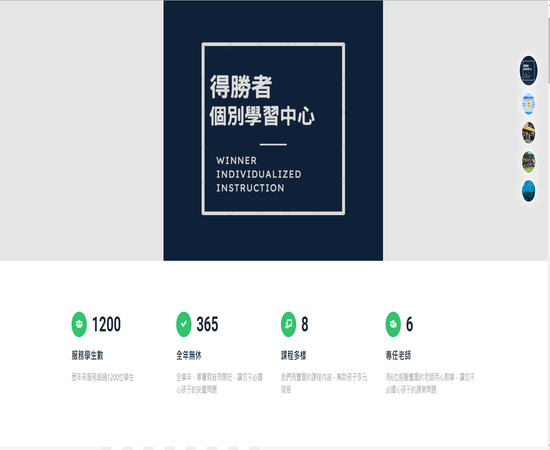 得勝者
個別學習中心
WINNER
INDIVIDUALIZED
INSTRUCTION
1200
365
8
6
服務學生數
全年無休
課程多樣
專任老師
歷年來服務超過1200位學生
全學年、寒暑假皆有開班，讓您不必擔
心孩子的安置問題
我們有豐富的課程內容，幫助孩子多元
發展
有6位經驗豐富的老師用心教學，讓您不
必擔心孩子的課業問題